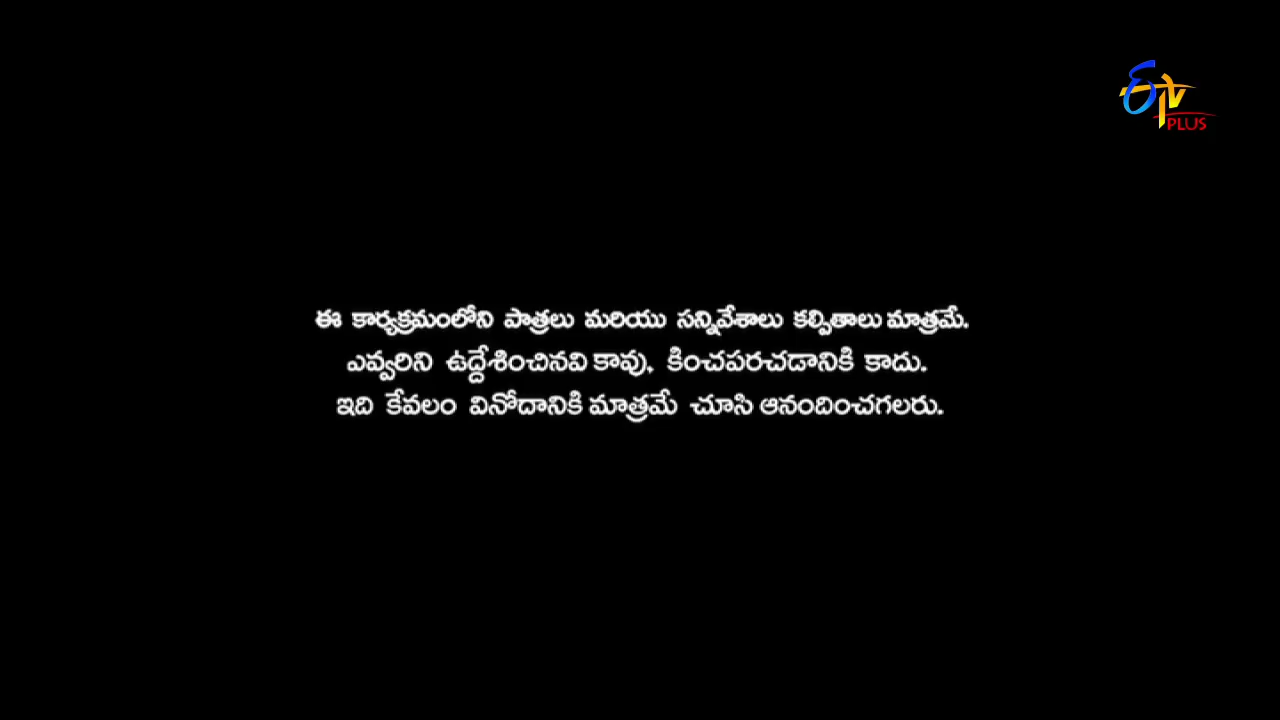 ETV
PLUS
ఈ కార్యక్రమంలోని పాత్రలు మరియు సన్నివేశాలు కల్పితాలు మాత్రమే.
ఎవ్వరిని ఉద్దేశించినవి కావు, కించపరచడానికి కాదు.
ఇది కేవలం వినోదానికి మాత్రమే చూసి ఆనందించగలరు.